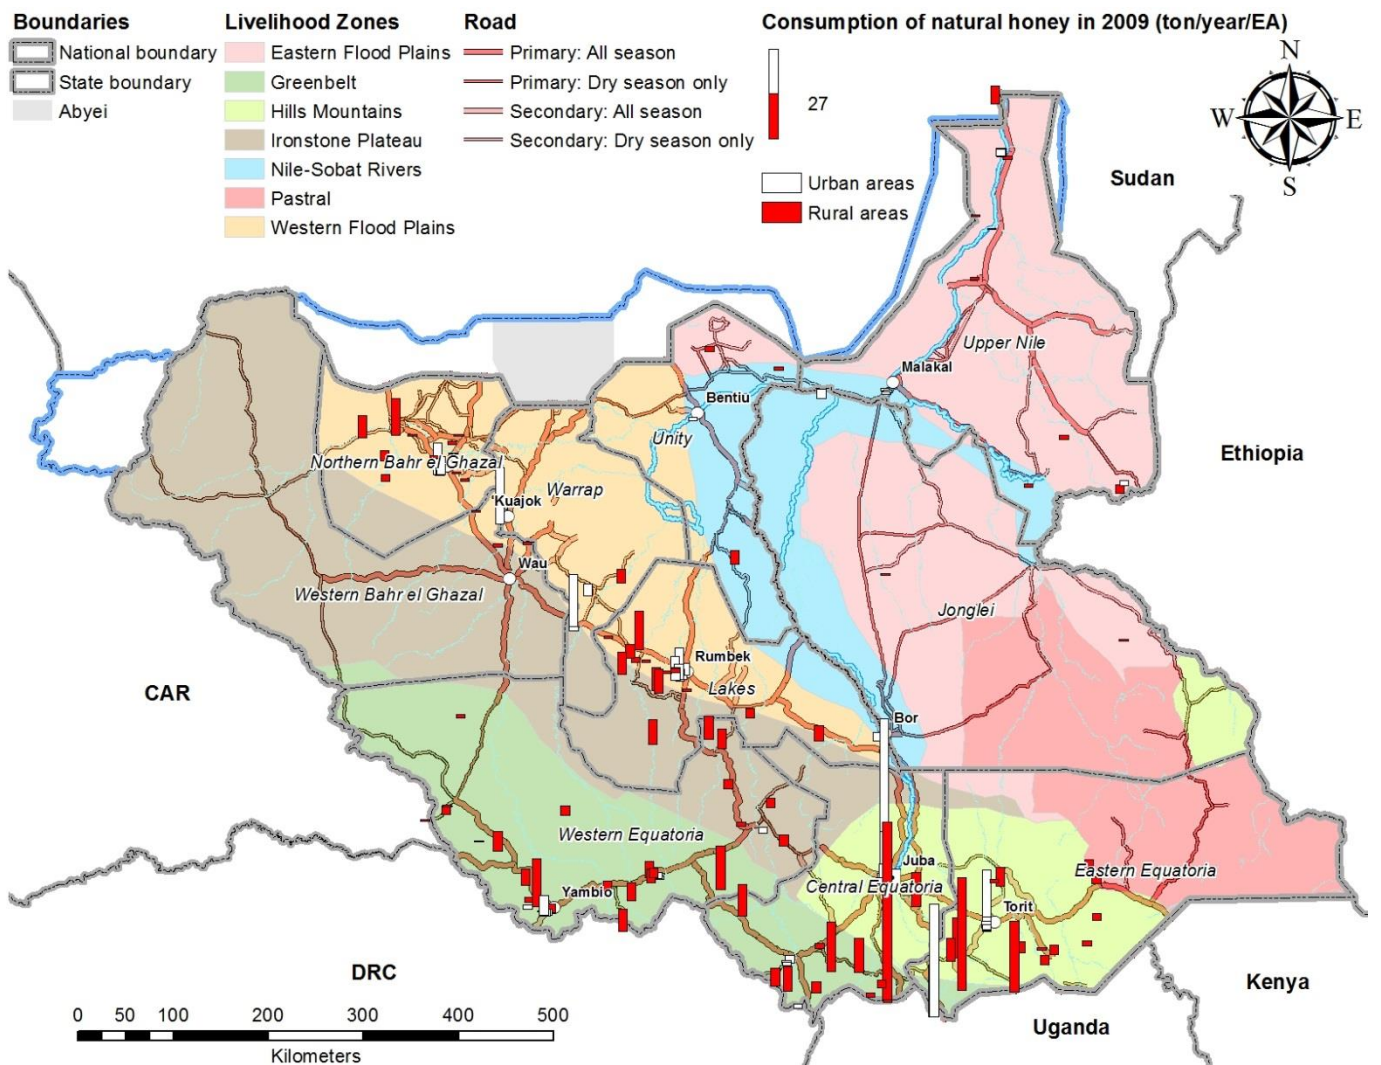 Boundaries
National boundary
State boundary
Abyei
Livelihood Zones
Eastern Flood Plains
Greenbelt
Hills Mountains
Ironstone Plateau
Nile-Sobat Rivers
Pastral
Western Flood Plains
Road
Primary: All season
Primary: Dry season only
Secondary: All season
Secondary: Dry season only
Consumption of natural honey in 2009 (ton/year/EA)
27
Urban areas
Rural areas
N
W E
S
Sudan
Upper Nile
Malakal
Bentiu
Unity
Ethiopia
Northern Bahr el Ghazal
Warrap
Kuajok
Wau
Western Bahr el Ghazal
Jonglei
Rumbek
Lakes
CAR
Bor
Western Equatoria
Juba
Central Equatoria
Eastern Equatoria
Yambio
Torit
DRC
Kenya
Uganda
0 50 100 200 300 400 500
Kilometers